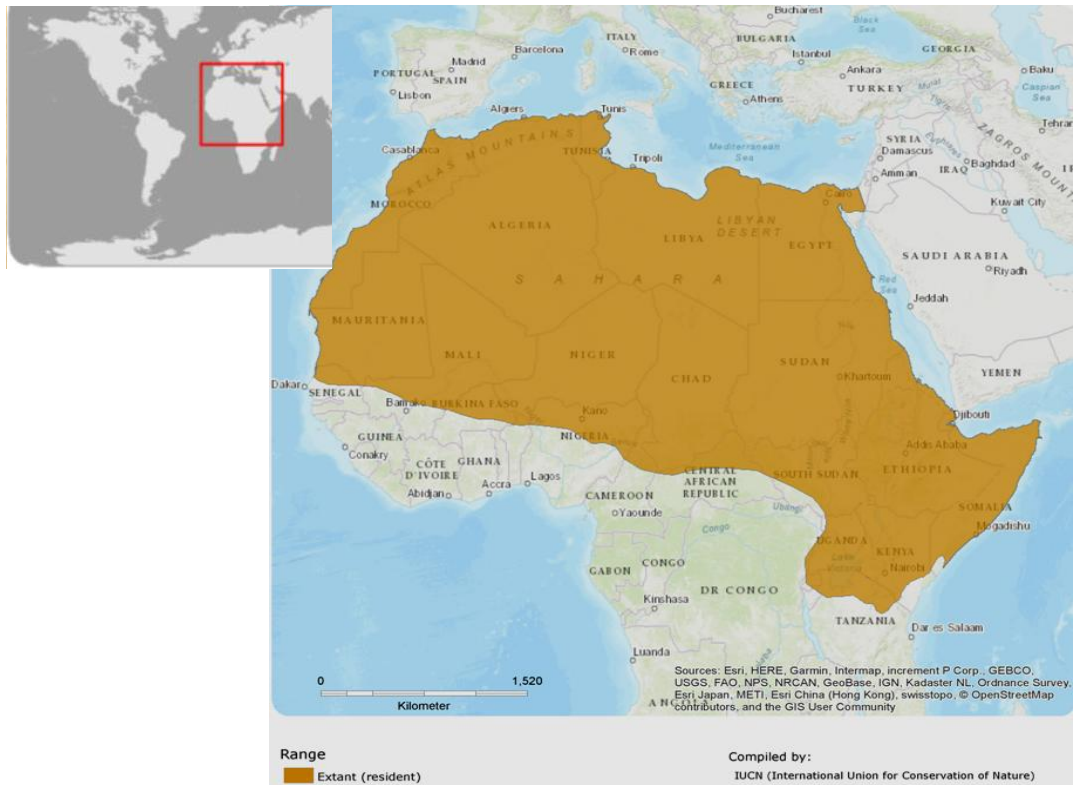 Bucharest
Black
Sea
ITALY
Barcelona
Rome
BULGARIA
Istanbul
GEORGIA
Madrid
PORTUGAL
SPAIN
Ankara
Baku
Caspian
Sea
Lisbon
GREECE
TURKEY
Athens
Algiers
Tunis
Tehran
Casablanca
ATLAS MOUNTAINS
TUNISIA
Tripoli
Mediterranean
Sea
SYRIA
Damascus
Euphrates
Baghdad
IRAQ
ZAGROS MOUNT
Amman
MOROCCO
Cairo
Kuwait City
ALGERIA
LIBYA
LIBYAN
DESERT
EGYPT
SAUDI ARABIA
Riyadh
SAHARA
Red
Sea
Jeddah
MAURITANIA
MALI
NIGER
CHAD
SUDAN
Khartoum
YEMEN
Dakar
SENEGAL
Bamako
BURKINA FASO
Kano
Djibouti
GUINEA
NIGERIA
Addis Ababa
Conakry
CÔTE
D'IVOIRE
GHANA
Lagos
CENTRAL
AFRICAN
REPUBLIC
SOUTH SUDAN
ETHIOPIA
Abidjan
Accra
CAMEROON
Yaounde
Ubangi
SOMALIA
Mogadishu
Congo
UGANDA
Lake
Victoria
KENYA
Nairobi
GABON
CONGO
DR CONGO
Kinshasa
TANZANIA
Dar es Salaam
Luanda
ANGOLA
Sources: Esri, HERE, Garmin, Intermap, increment P Corp., GEBCO,
USGS, FAO, NPS, NRCAN, GeoBase, IGN, Kadaster NL, Ordnance Survey,
Esri Japan, METI, Esri China (Hong Kong), swisstopo, © OpenStreetMap
contributors, and the GIS User Community
0 1,520
Kilometer
Range
Extant (resident)
Compiled by:
IUCN (International Union for Conservation of Nature)